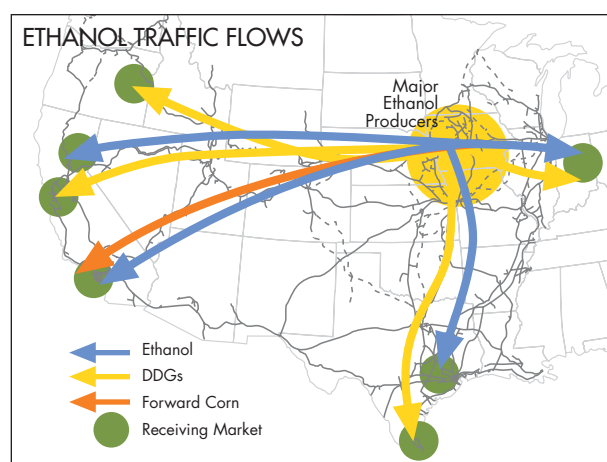 ETHANOL TRAFFIC FLOWS
Major
Ethanol
Producers
Ethanol
DDGs
Forward Corn
Receiving Market